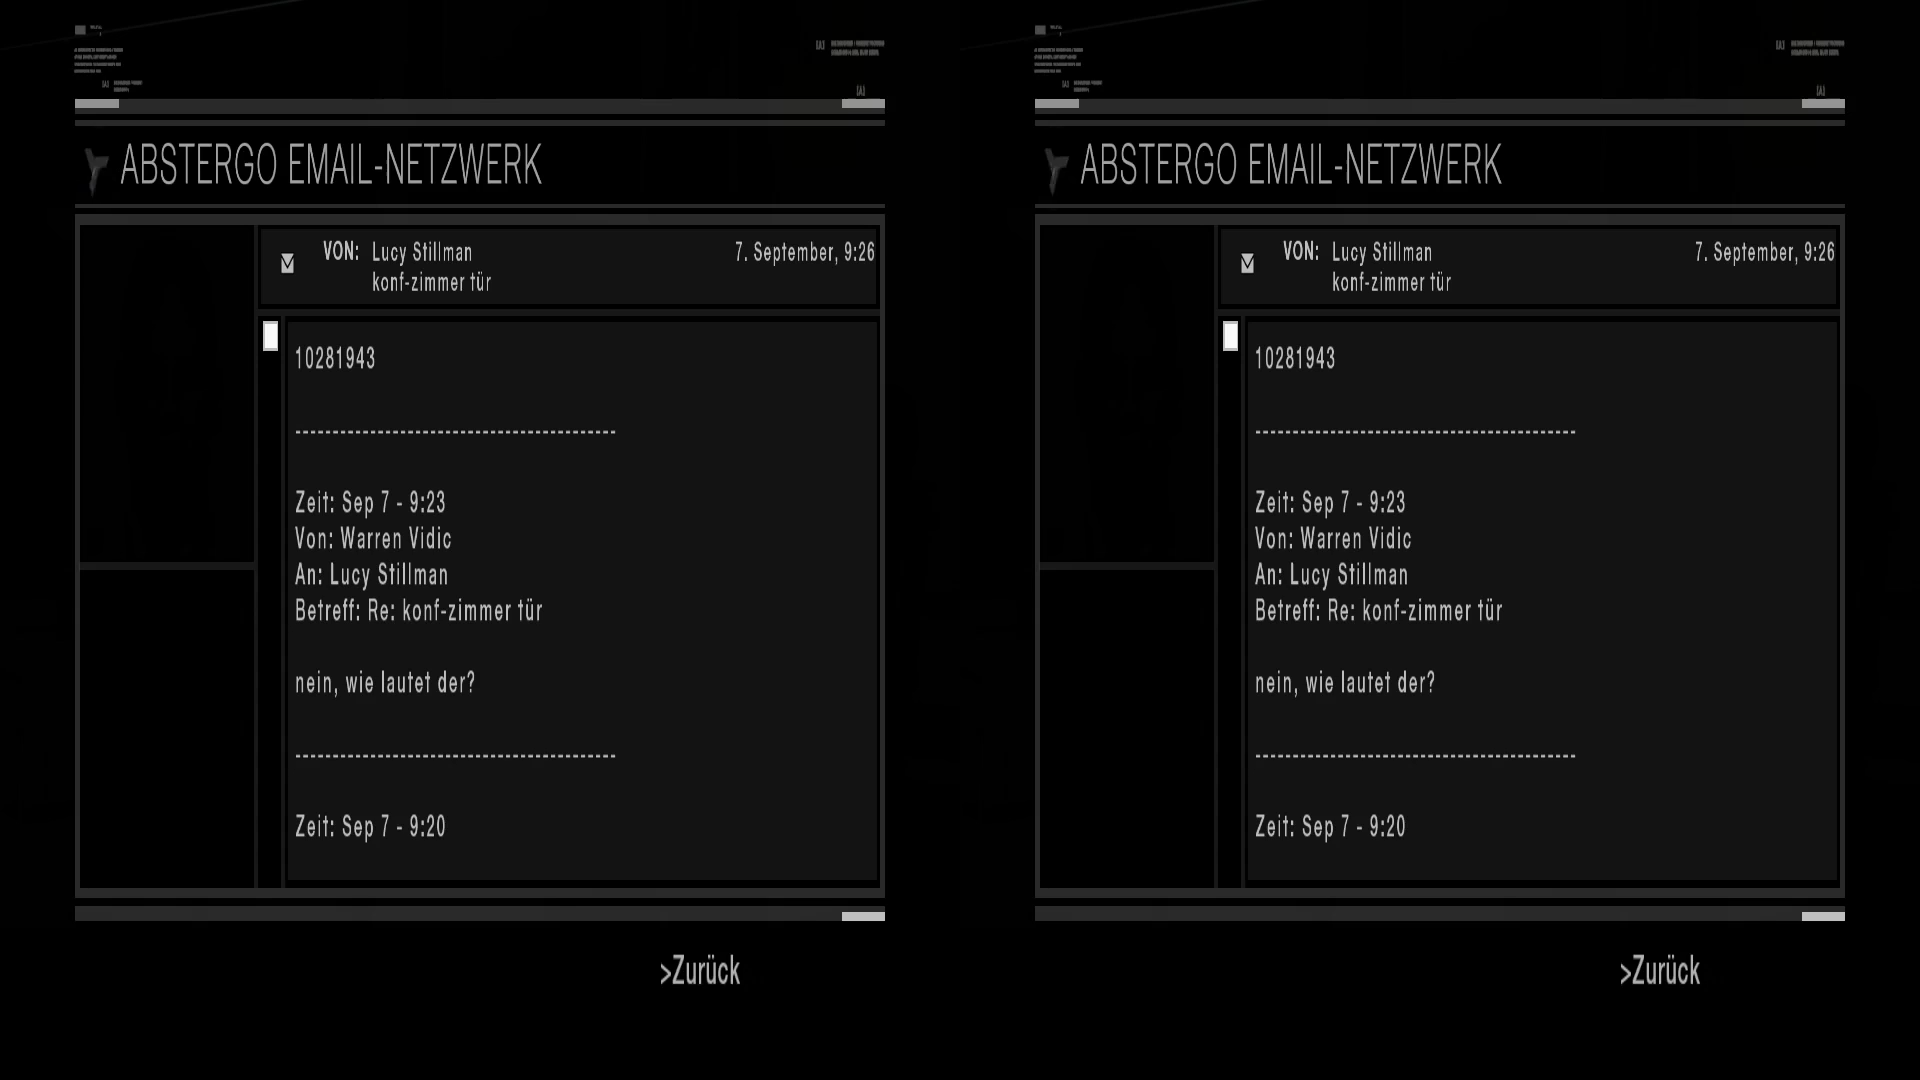 ABSTERGO EMAIL-NETZWERK
VON: Lucy Stillman 7. September, 9:26
konf-zimmer tür
10281943
-------------------------------------------
Zeit: Sep 7 - 9:23
Von: Warren Vidic
An: Lucy Stillman
Betreff: Re: konf-zimmer tür
nein, wie lautet der?
-------------------------------------------
Zeit: Sep 7 - 9:20
>Zurück
ABSTERGO EMAIL-NETZWERK
VON: Lucy Stillman 7. September, 9:26
konf-zimmer tür
10281943
-------------------------------------------
Zeit: Sep 7 - 9:23
Von: Warren Vidic
An: Lucy Stillman
Betreff: Re: konf-zimmer tür
nein, wie lautet der?
-------------------------------------------
Zeit: Sep 7 - 9:20
>Zurück